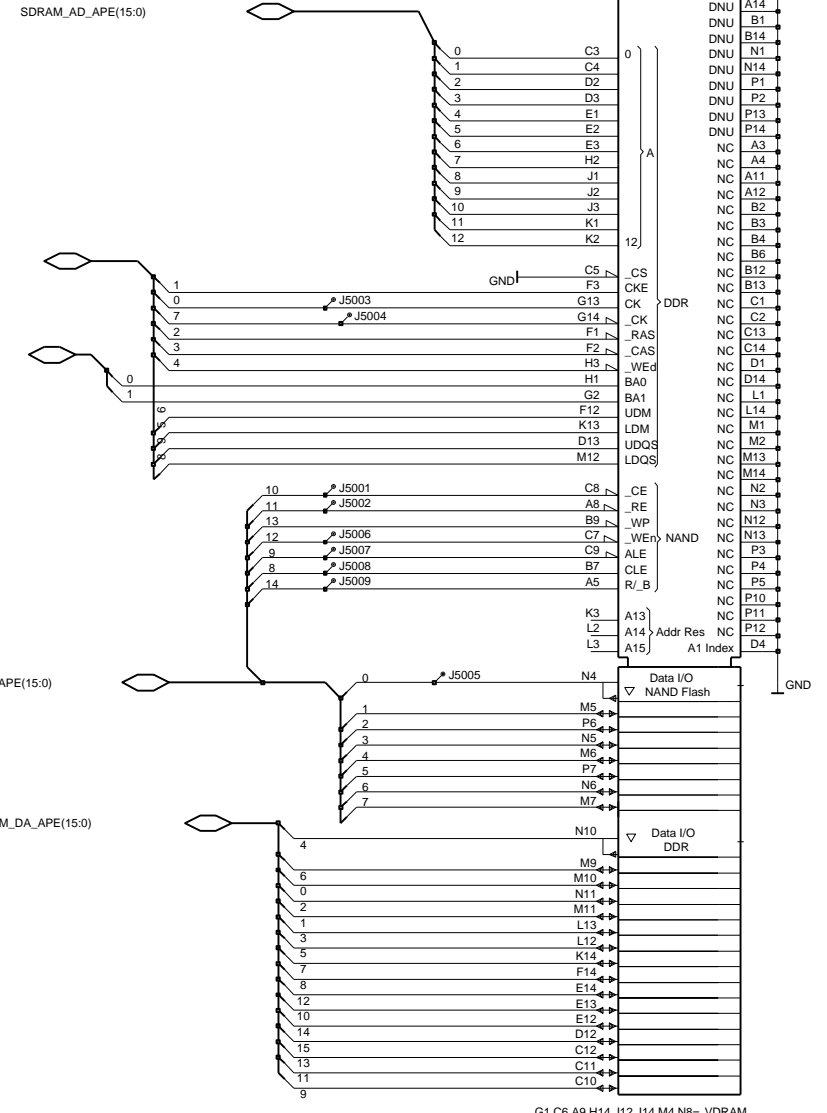 SDRAM_AD_APE(15:0)
DNU A14
DNU B1
DNU B14
DNU N1
DNU N14
DNU P1
DNU P2
DNU P13
DNU P14
0 C3 0
1 C4
2 D2
3 D3
4 E1
5 E2
6 E3
7 H2
8 J1
9 J2
10 J3
11 K1
12 K2 12
A
NC A3
NC A4
NC A11
NC A12
NC B2
NC B3
NC B4
NC B6
NC B12
NC B13
NC C1
NC C2
NC C13
NC C14
NC D1
NC D14
NC L1
NC L14
NC M1
NC M2
NC M13
NC M14
NC N2
NC N3
NC N12
NC N13
NC P3
NC P4
NC P5
NC P10
NC P11
NC P12
A1 Index D4
GND
GND C5 _CS
1 F3 CKE
0 J5003 G13 CK
7 J5004 G14 _CK
2 F1 _RAS
3 F2 _CAS
4 H3 _WEd
0 H1 BA0
1 G2 BA1
6 F12 UDM
5 K13 LDM
9 D13 UDQS
8 M12 LDQS
DDR
10 J5001 C8 _CE
11 J5002 A8 _RE
13 B9 _WP
12 J5006 C7 _WEn
9 J5007 C9 ALE
8 J5008 B7 CLE
14 J5009 A5 R/_B
NAND
K3 A13
L2 A14
L3 A15
Addr Res
APE(15:0)
0 J5005 N4
Data I/O
NAND Flash
1 M5
2 P6
3 N5
4 M6
5 P7
6 N6
7 M7
M_DA_APE(15:0)
4 N10
Data I/O
DDR
6 M9
0 M10
2 N11
1 M11
3 L13
5 L12
7 K14
8 F14
12 E14
10 E13
14 E12
15 D12
13 C12
11 C11
9 C10
G1,C6,A9,H14,J12,J14,M4,N8= VDRAM